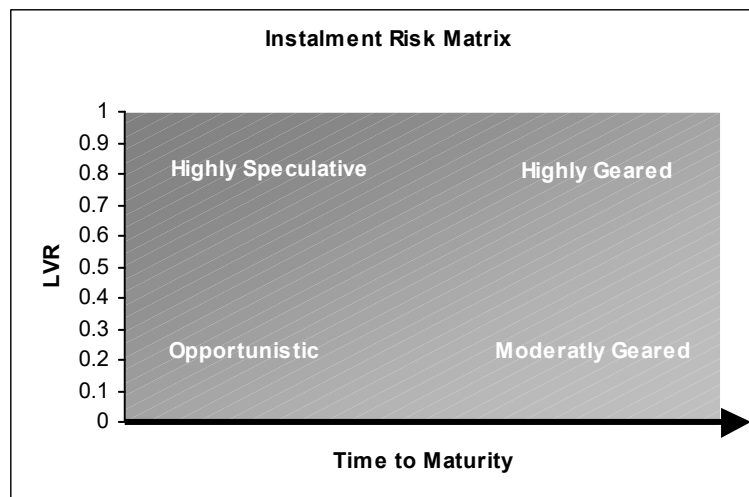 Instalment Risk Matrix
1
0.9
0.8
0.7
0.6
0.5
0.4
0.3
0.2
0.1
0
LVR
Highly Speculative
Highly Geared
Opportunistic
Moderatly Geared
Time to Maturity